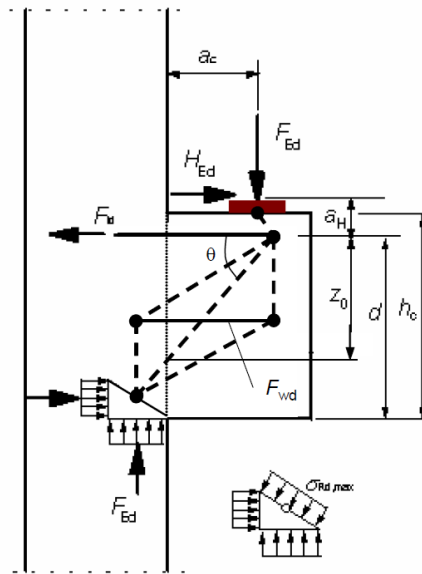 a_c
F_Ed
H_Ed
a_H
F_td
θ
z_0
d
h_c
F_wd
F_Ed
σ_Rd,max